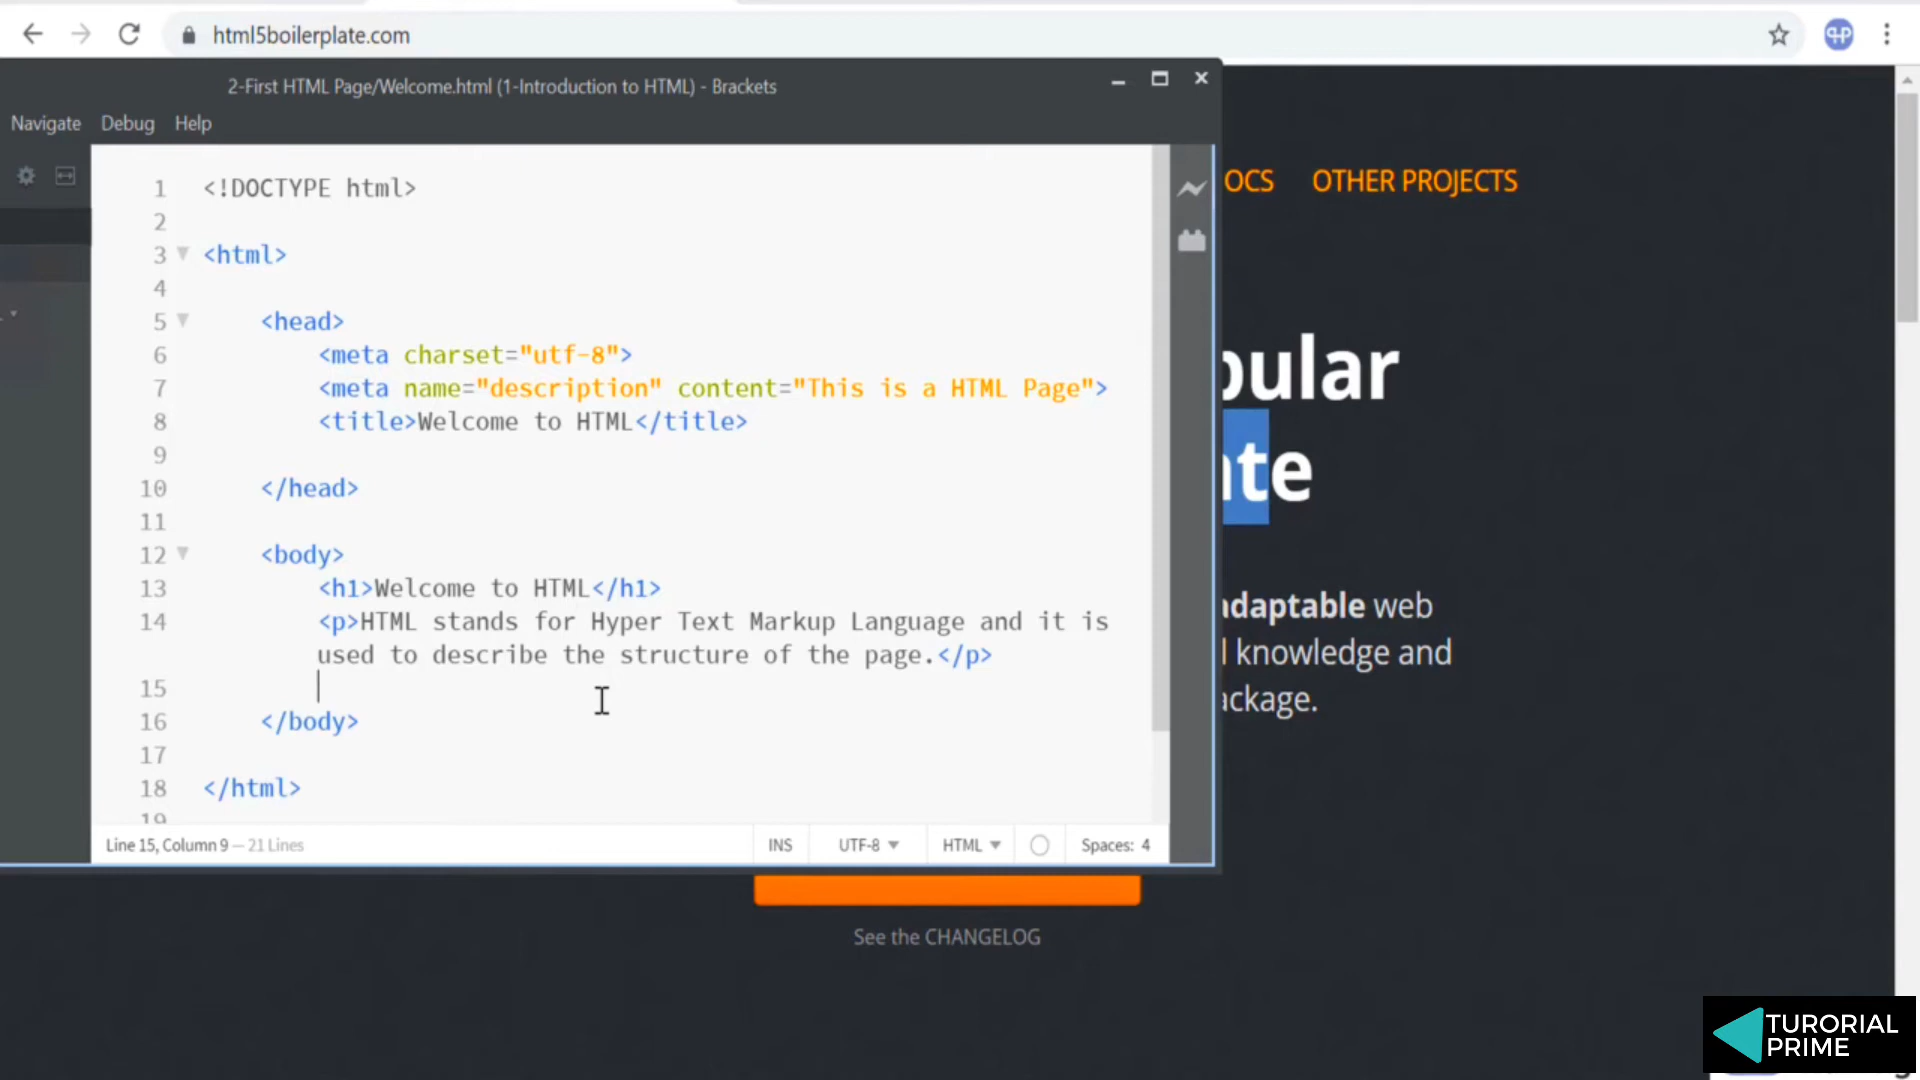 html5boilerplate.com
2-First HTML Page/Welcome.html (1-Introduction to HTML) - Brackets
Navigate Debug Help
1 <!DOCTYPE html>
2
3 <html>
4
5 <head>
6 <meta charset="utf-8">
7 <meta name="description" content="This is a HTML Page">
8 <title>Welcome to HTML</title>
9
10 </head>
11
12 <body>
13 <h1>Welcome to HTML</h1>
14 <p>HTML stands for Hyper Text Markup Language and it is
used to describe the structure of the page.</p>
15
16 </body>
17
18 </html>
19
Line 15, Column 9 — 21 Lines
INS UTF-8 HTML Spaces: 4
OCS OTHER PROJECTS
pular
te
adaptable web
knowledge and
ackage.
See the CHANGELOG
TURORIAL
PRIME